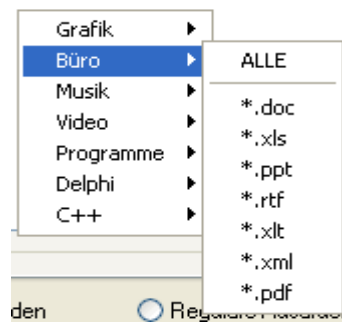 Grafik
Büro
Musik
Video
Programme
Delphi
C++
ALLE
*.doc
*.xls
*.ppt
*.rtf
*.xlt
*.xml
*.pdf
den